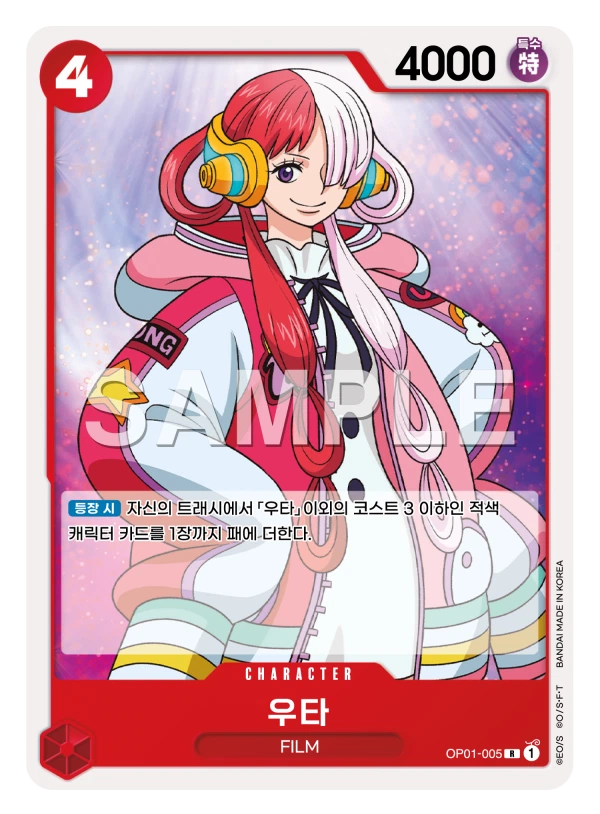 4
4000
특수
特
ONG
SAMPLE
등장 시 자신의 트래시에서 「우타」 이외의 코스트 3 이하인 적색
캐릭터 카드를 1장까지 패에 더한다.
CHARACTER
우타
FILM
OP01-005 R 1
©EO/S ©O/S·F·T BANDAI MADE IN KOREA